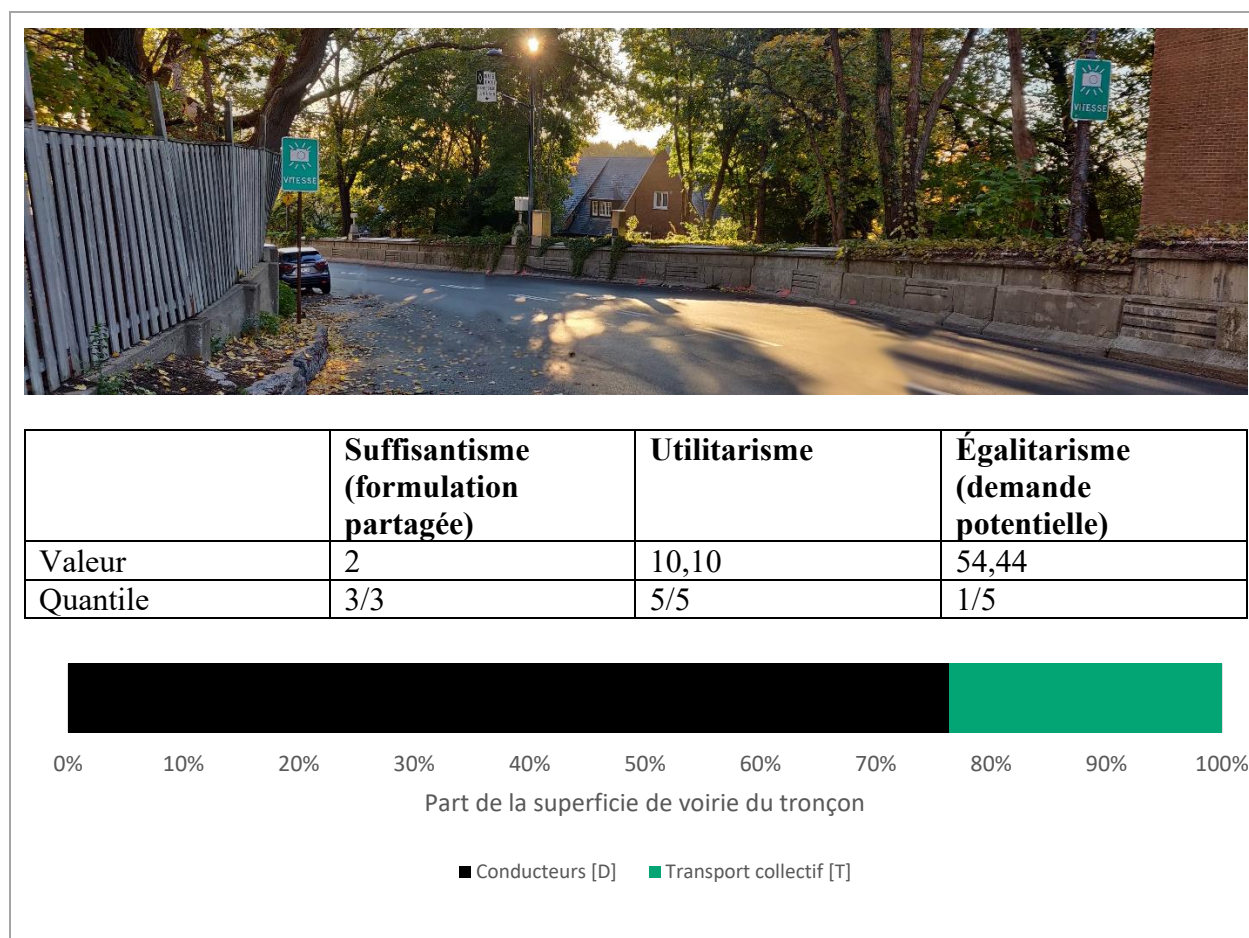 VITESSE
VITESSE
Suffisantisme
(formulation
partagée)
Utilitarisme
Égalitarisme
(demande
potentielle)
Valeur
2
10,10
54,44
Quantile
3/3
5/5
1/5
0%
10%
20%
30%
40%
50%
60%
70%
80%
90%
100%
Part de la superficie de voirie du tronçon
Conducteurs [D]
Transport collectif [T]